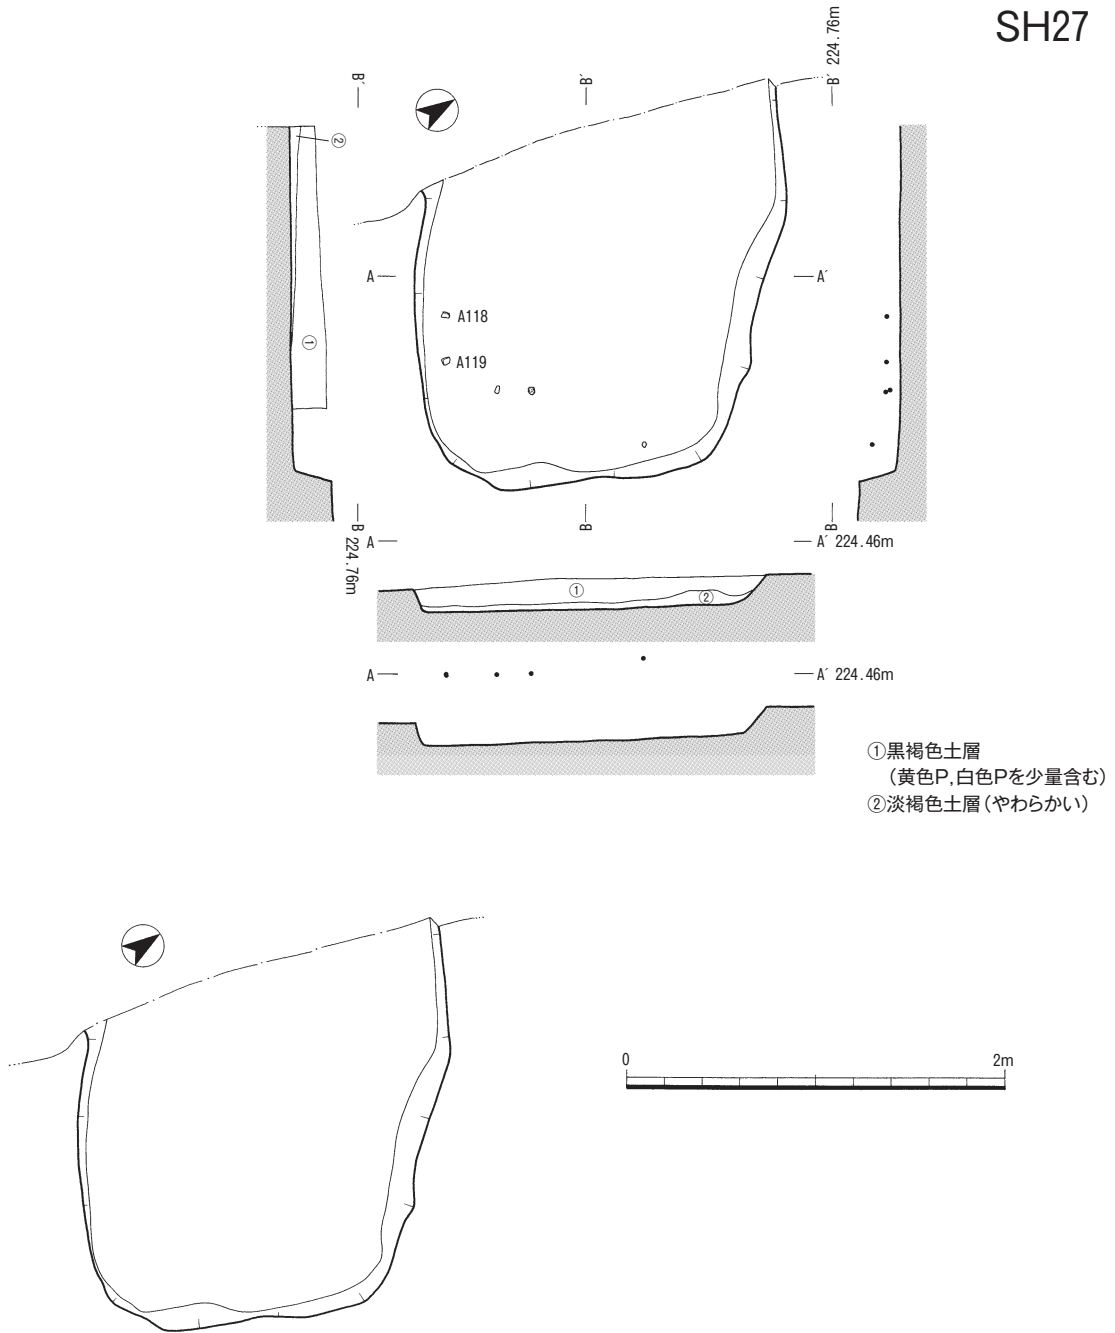 SH27
B´
B´
B´ 224.76m
②
①
A
A´
A118
A119
B 224.76m
B
B
A
A´ 224.46m
①
②
A
A´ 224.46m
①黒褐色土層
(黄色P,白色Pを少量含む)
②淡褐色土層(やわらかい)
0
2m